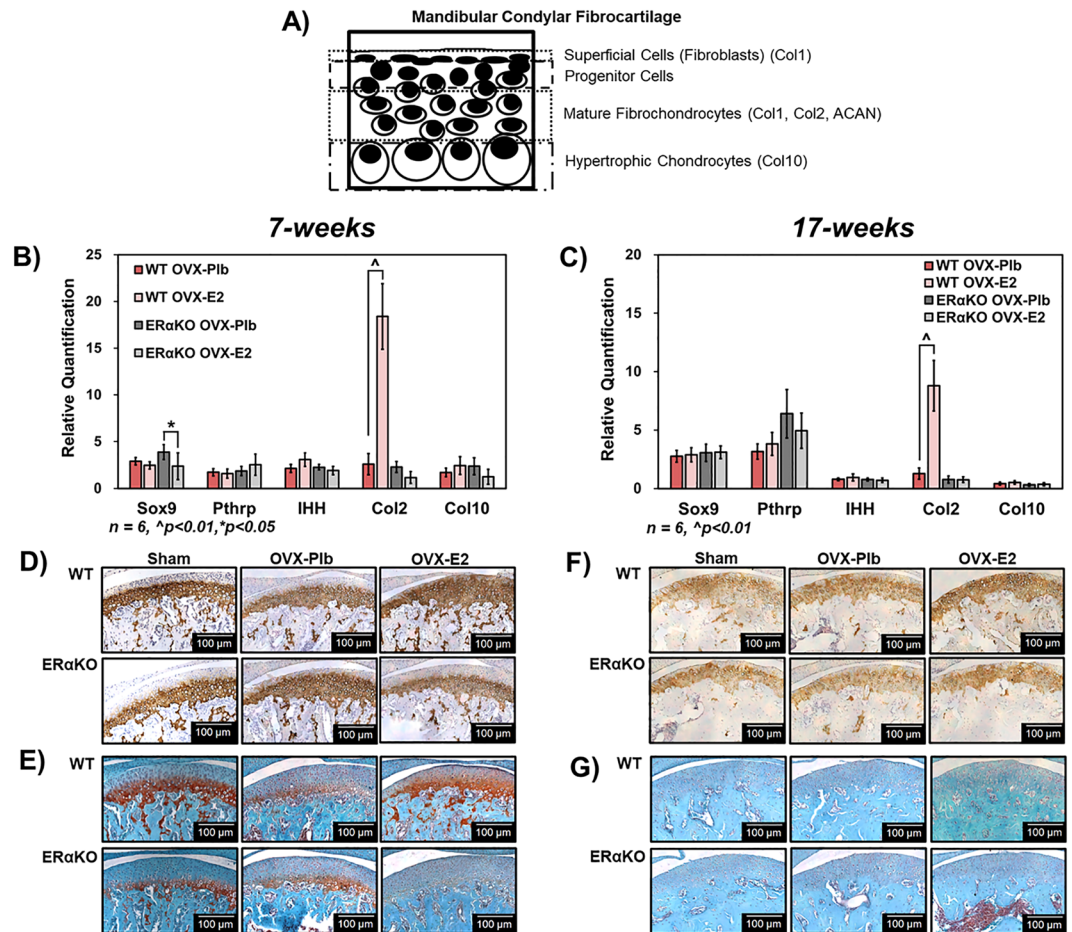 A)
Mandibular Condylar Fibrocartilage
Superficial Cells (Fibroblasts) (Col1)
Progenitor Cells
Mature Fibrochondrocytes (Col1, Col2, ACAN)
Hypertrophic Chondrocytes (Col10)
7-weeks
B)
Relative Quantification
25
20
15
10
5
0
WT OVX-Plb
WT OVX-E2
ERαKO OVX-Plb
ERαKO OVX-E2
*
^
Sox9 Pthrp IHH Col2 Col10
n = 6, ^p<0.01,*p<0.05
17-weeks
C)
Relative Quantification
20
15
10
5
0
WT OVX-Plb
WT OVX-E2
ERαKO OVX-Plb
ERαKO OVX-E2
^
Sox9 Pthrp IHH Col2 Col10
n = 6, ^p<0.01
D)
Sham OVX-Plb OVX-E2
WT
100 µm 100 µm 100 µm
ERαKO
100 µm 100 µm 100 µm
E)
WT
100 µm 100 µm 100 µm
ERαKO
100 µm 100 µm 100 µm
F)
Sham OVX-Plb OVX-E2
WT
100 µm 100 µm 100 µm
ERαKO
100 µm 100 µm 100 µm
G)
WT
100 µm 100 µm 100 µm
ERαKO
100 µm 100 µm 100 µm